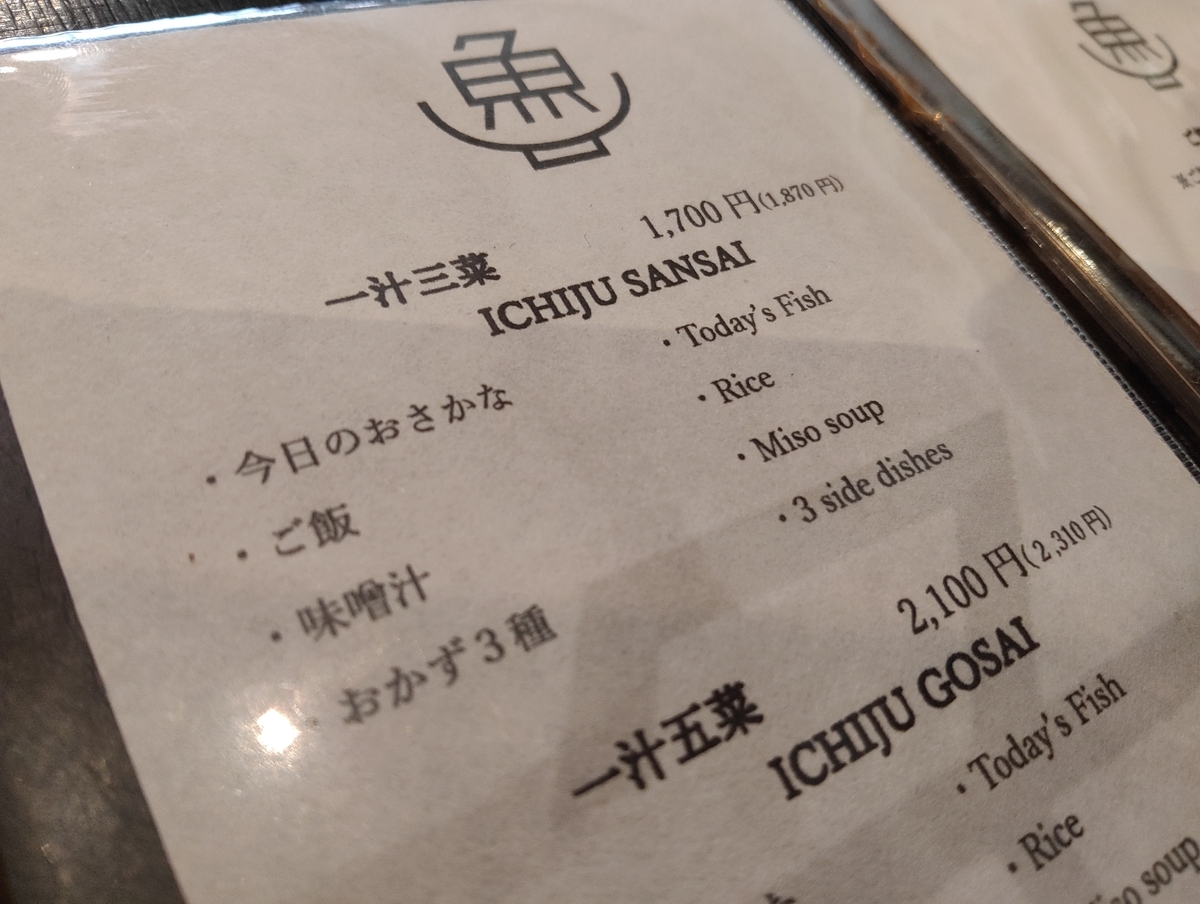 魚
1,700 円(1,870 円)
一汁三菜
ICHIJU SANSAI
・今日のおさかな
・Today's Fish
・ご飯
・Rice
・味噌汁
・Miso soup
・おかず3種
・3 side dishes
2,100 円(2,310 円)
一汁五菜
ICHIJU GOSAI
・Today's Fish
・Rice
soup